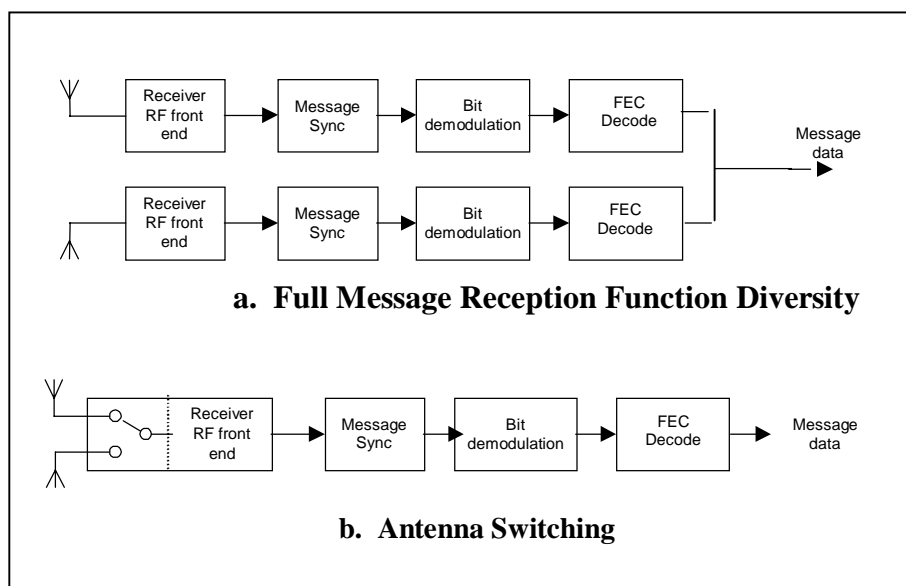 Receiver
RF front
end
Message
Sync
Bit
demodulation
FEC
Decode
Message
data
Receiver
RF front
end
Message
Sync
Bit
demodulation
FEC
Decode
a. Full Message Reception Function Diversity
Receiver
RF front
end
Message
Sync
Bit
demodulation
FEC
Decode
Message
data
b. Antenna Switching